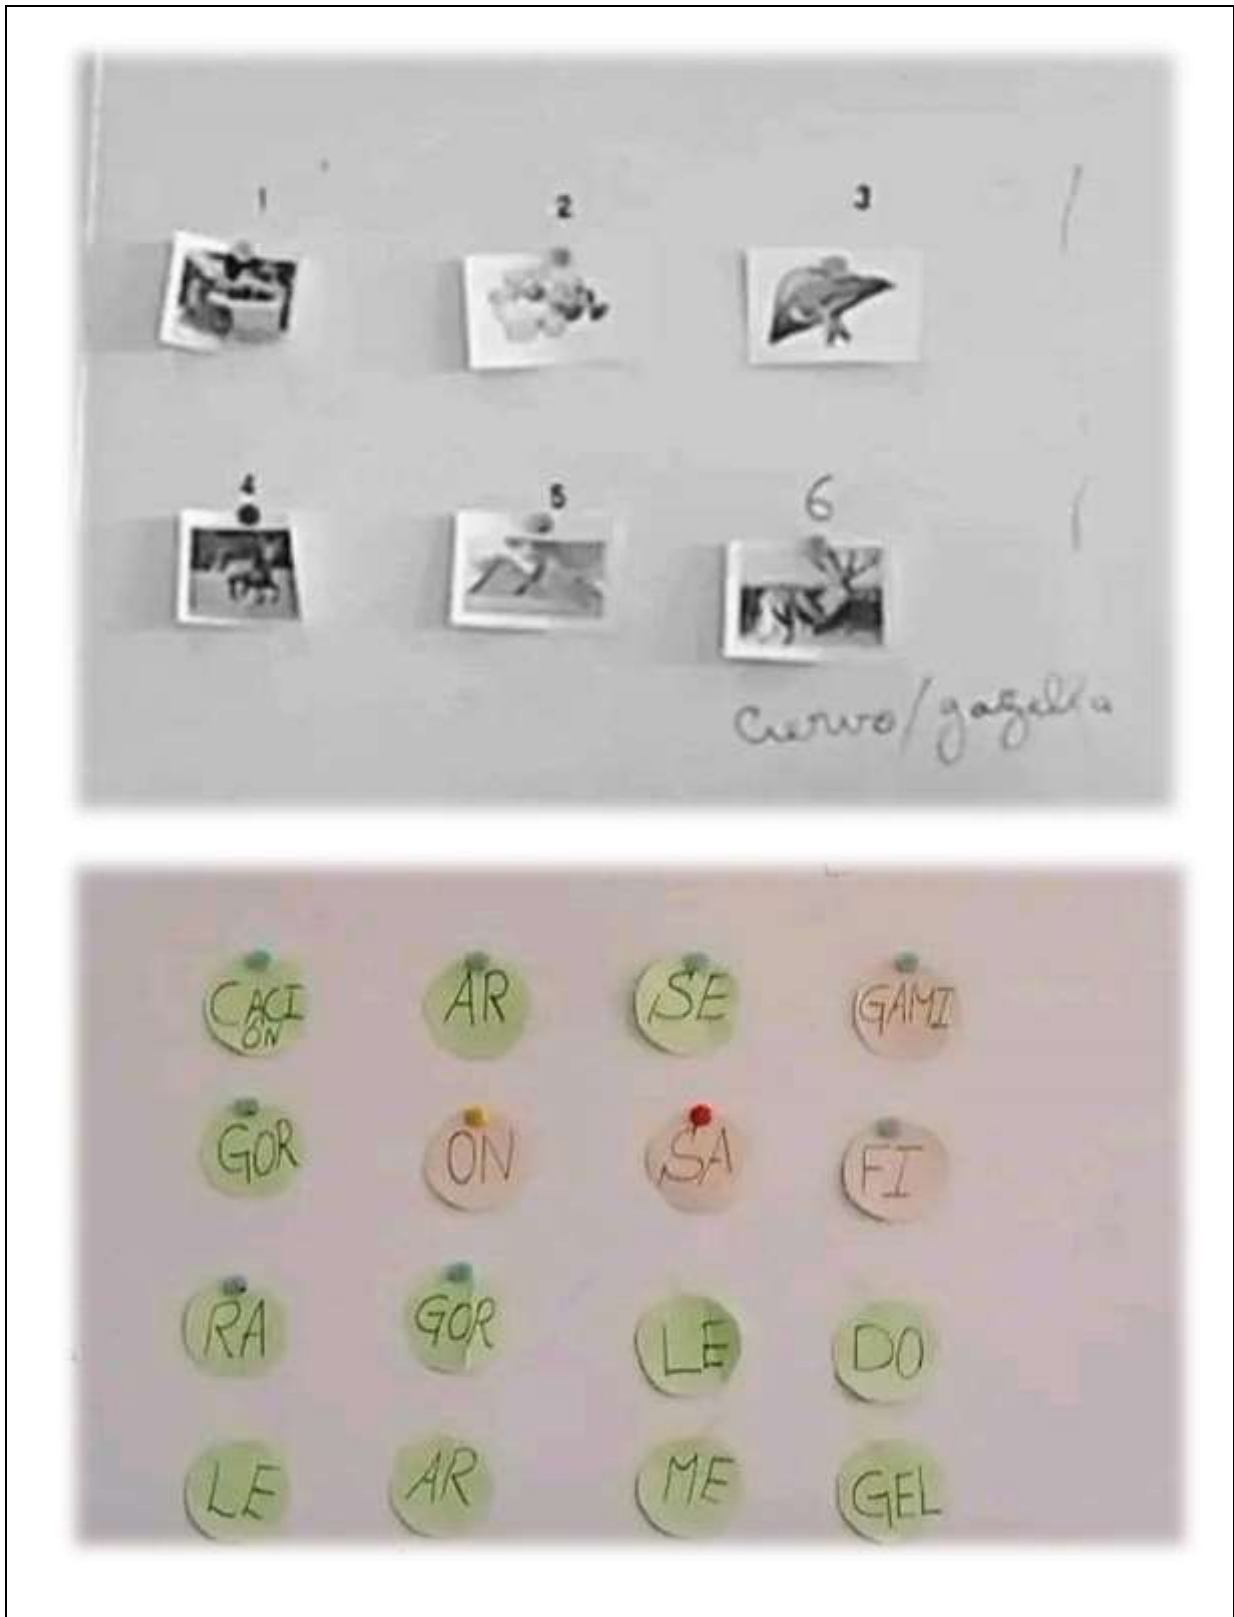 1 2 3
4 5 6
Ciervo/gazella
CACI AR SE GAMI
ON
GOR ON SA FI
RA GOR LE DO
LE AR ME GEL